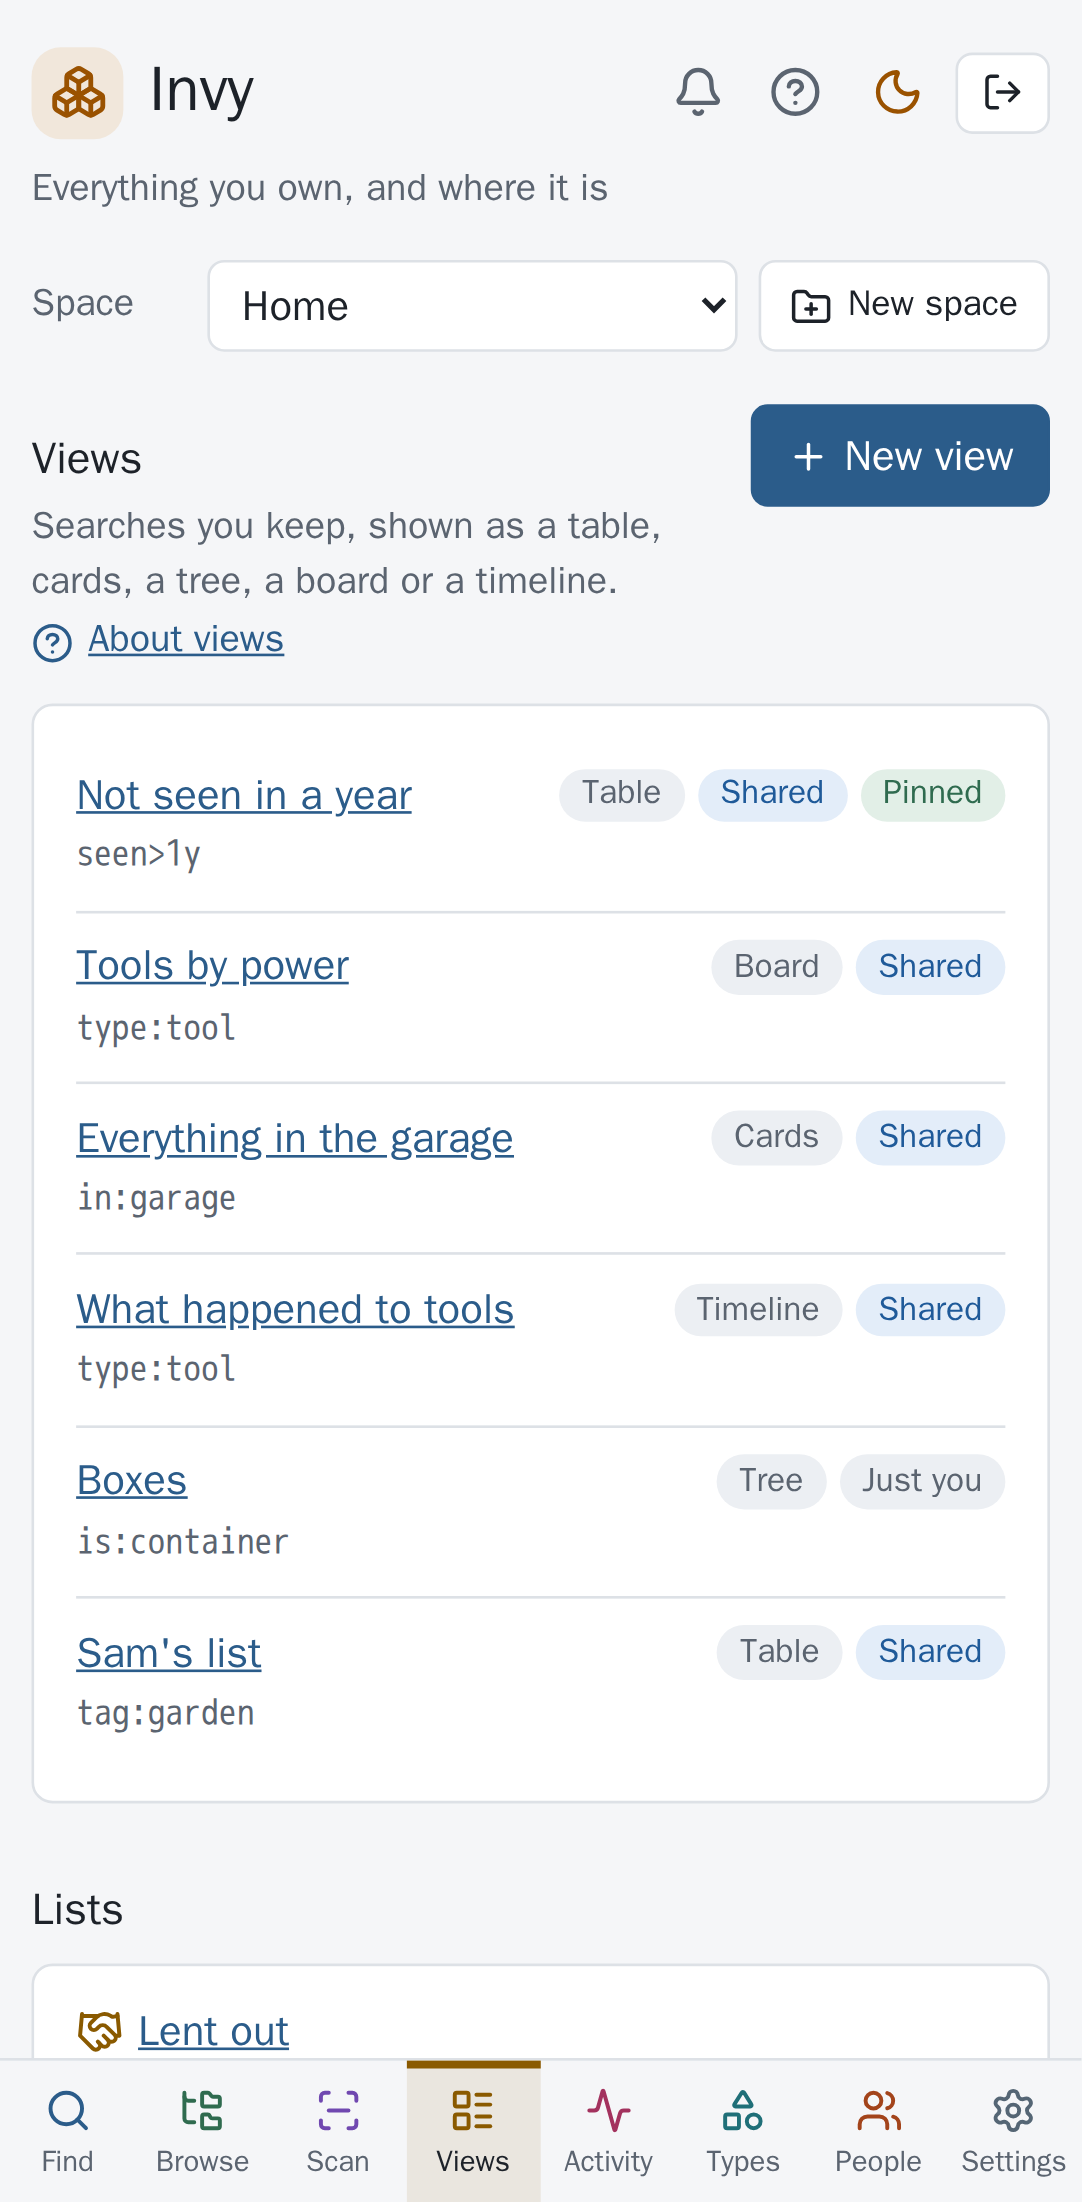 Invy
Everything you own, and where it is
Space
Home
New space
Views
New view
Searches you keep, shown as a table,
cards, a tree, a board or a timeline.
About views
Not seen in a year
Table
Shared
Pinned
seen>1y
Tools by power
Board
Shared
type:tool
Everything in the garage
Cards
Shared
in:garage
What happened to tools
Timeline
Shared
type:tool
Boxes
Tree
Just you
is:container
Sam's list
Table
Shared
tag:garden
Lists
Lent out
Find
Browse
Scan
Views
Activity
Types
People
Settings